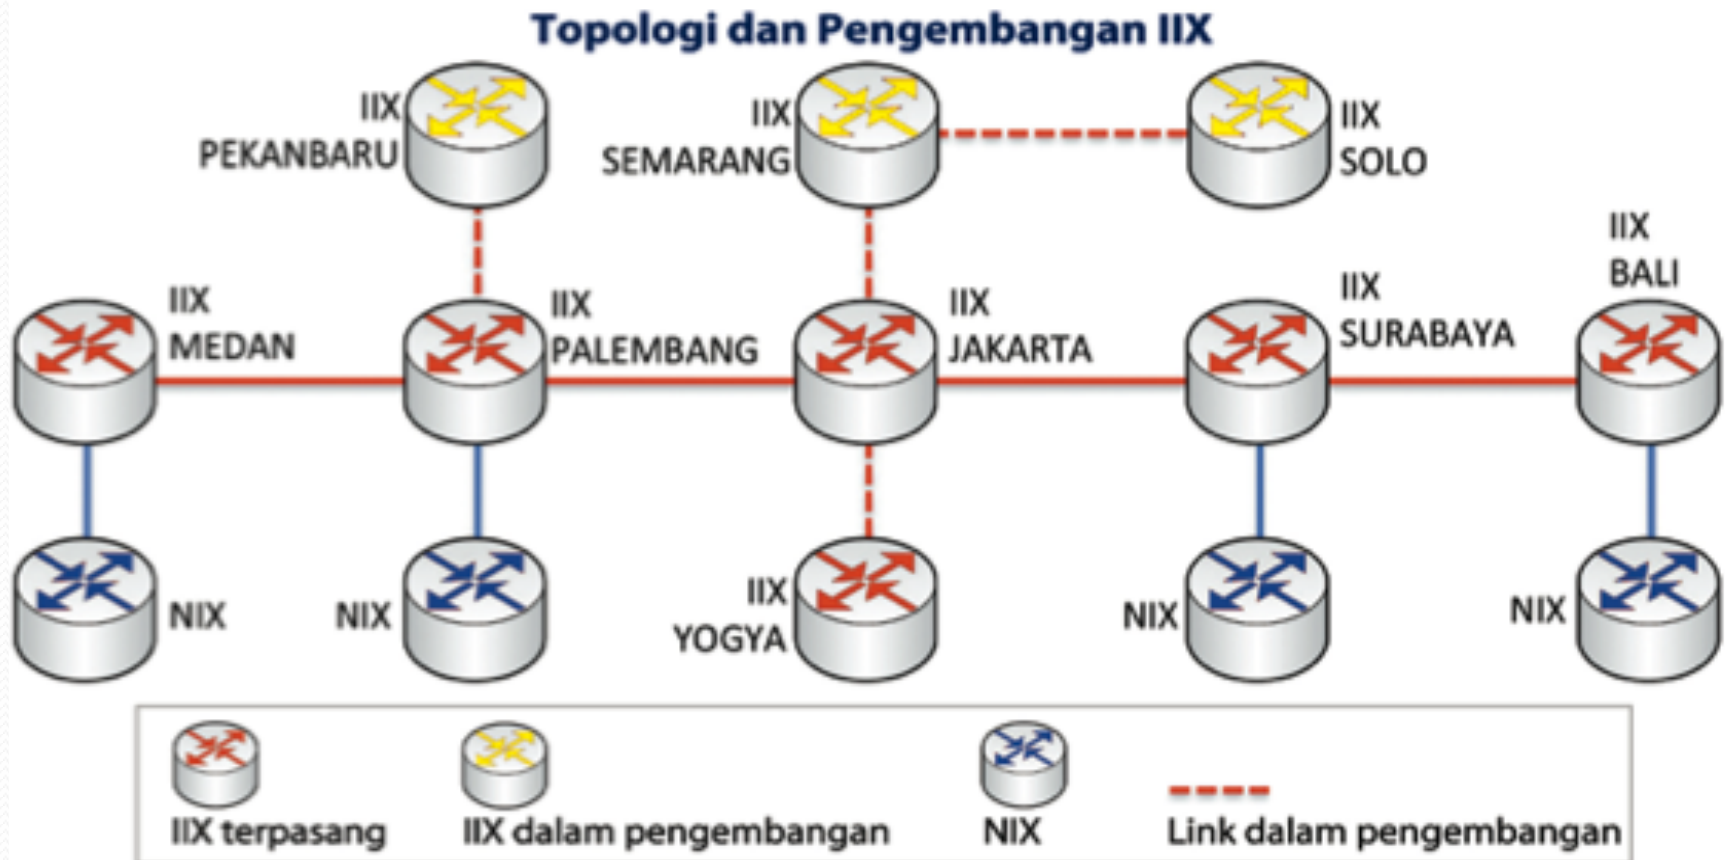 Topologi dan Pengembangan IIX
IIX
PEKANBARU
IIX
SEMARANG
IIX
SOLO
IIX
MEDAN
IIX
PALEMBANG
IIX
JAKARTA
IIX
SURABAYA
IIX
BALI
NIX
NIX
IIX
YOGYA
NIX
NIX
IIX terpasang
IIX dalam pengembangan
NIX
Link dalam pengembangan